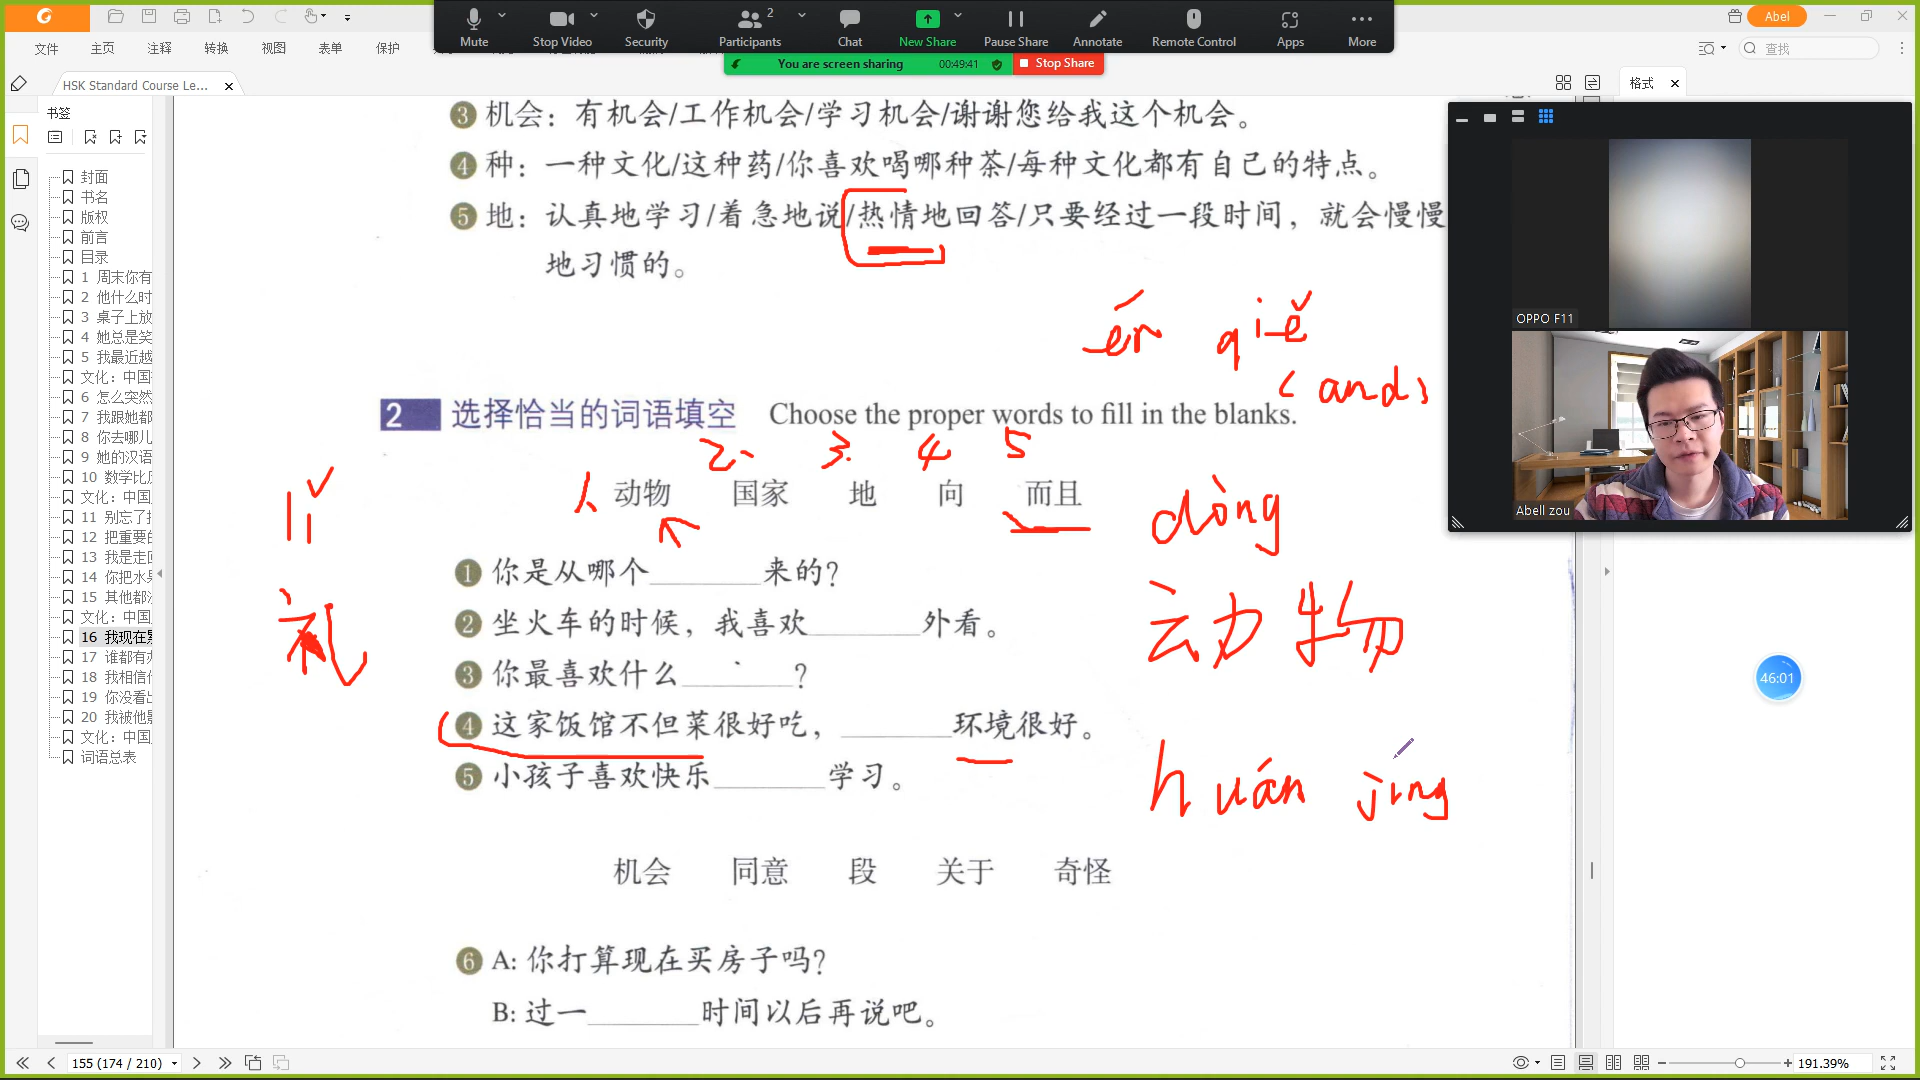 Mute
Stop Video
Security
Participants 2
Chat
New Share
Pause Share
Annotate
Remote Control
Apps
More
Abel
文件
主页
注释
转换
视图
表单
保护
You are screen sharing
00:49:41
Stop Share
查找
HSK Standard Course Le...
格式
书签
封面
书名
版权
前言
目录
1 周末你有
2 他什么时
3 桌子上放
4 她总是笑
5 我最近越
文化：中国
6 怎么突然
7 我跟她都
8 你去哪儿
9 她的汉语
10 数学比历
文化：中国
11 别忘了把
12 把重要的
13 我是走回
14 你把水果
15 其他都没
文化：中国
16 我现在累
17 谁都有办
18 我相信他
19 你没看出
20 我被他影
文化：中国
词语总表
3 机会：有机会/工作机会/学习机会/谢谢您给我这个机会。
4 种：一种文化/这种药/你喜欢喝哪种茶/每种文化都有自己的特点。
5 地：认真地学习/着急地说/热情地回答/只要经过一段时间，就会慢慢
地习惯的。
ér qiě
(and)
2 选择恰当的词语填空 Choose the proper words to fill in the blanks.
1、 2、 3. 4 5
动物 国家 地 向 而且
lǐ
礼
dòng
动物
huán jìng
1 你是从哪个______来的？
2 坐火车的时候，我喜欢______外看。
3 你最喜欢什么______？
4 这家饭馆不但菜很好吃，______环境很好。
5 小孩子喜欢快乐______学习。
机会 同意 段 关于 奇怪
6 A: 你打算现在买房子吗？
B: 过一______时间以后再说吧。
OPPO F11
Abell zou
46:01
155 (174 / 210)
191.39%